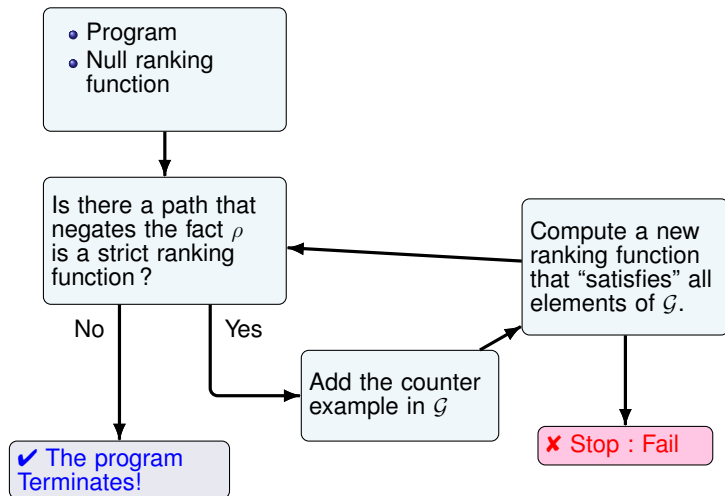 Program
Null ranking
function
Is there a path that
negates the fact ρ
is a strict ranking
function ?
No
Yes
Compute a new
ranking function
that “satisfies” all
elements of 𝒢.
Add the counter
example in 𝒢
✔ The program
Terminates!
✘ Stop : Fail